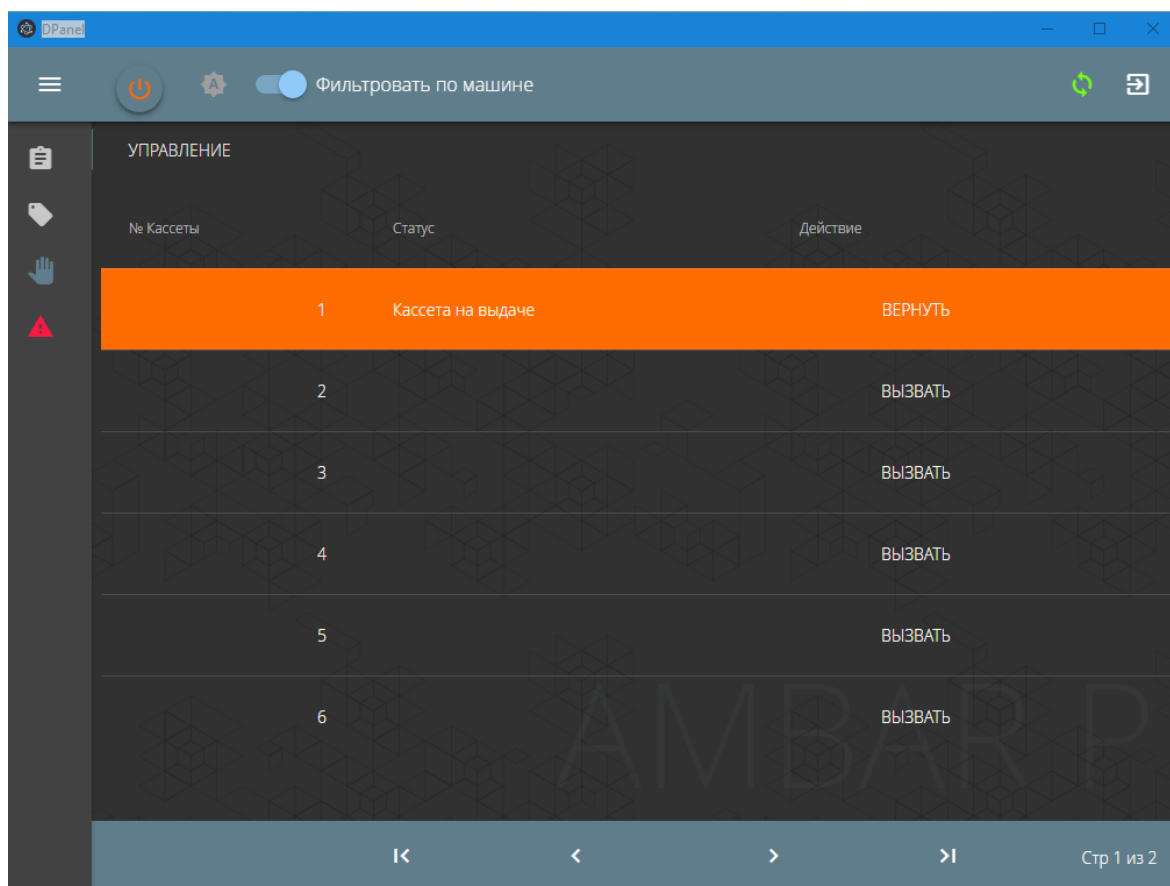 DPanel
Фильтровать по машине
УПРАВЛЕНИЕ
№ Кассеты Статус Действие
1 Кассета на выдаче ВЕРНУТЬ
2 ВЫЗВАТЬ
3 ВЫЗВАТЬ
4 ВЫЗВАТЬ
5 ВЫЗВАТЬ
6 ВЫЗВАТЬ
AMBAR P
Стр 1 из 2